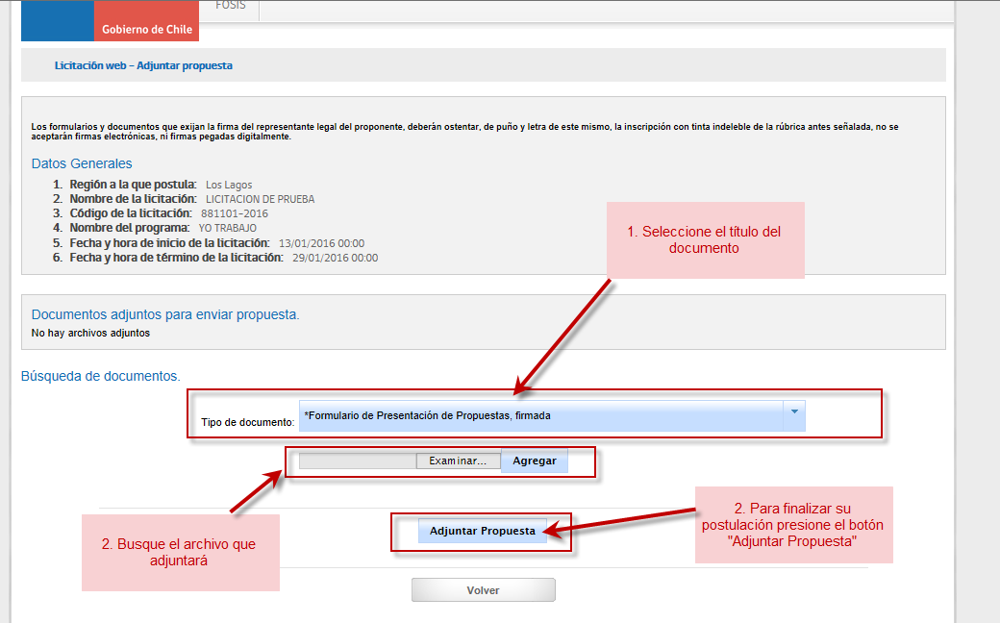 FOSIS
Gobierno de Chile
Licitación web - Adjuntar propuesta
Los formularios y documentos que exijan la firma del representante legal del proponente, deberán ostentar, de puño y letra de este mismo, la inscripción con tinta indeleble de la rúbrica antes señalada, no se
aceptarán firmas electrónicas, ni firmas pegadas digitalmente.
Datos Generales
1. Región a la que postula: Los Lagos
2. Nombre de la licitación: LICITACION DE PRUEBA
3. Código de la licitación: 881101-2016
4. Nombre del programa: YO TRABAJO
5. Fecha y hora de inicio de la licitación: 13/01/2016 00:00
6. Fecha y hora de término de la licitación: 29/01/2016 00:00
1. Seleccione el título del
documento
Documentos adjuntos para enviar propuesta.
No hay archivos adjuntos
Búsqueda de documentos.
Tipo de documento: *Formulario de Presentación de Propuestas, firmada
Examinar... Agregar
2. Busque el archivo que
adjuntará
Adjuntar Propuesta
2. Para finalizar su
postulación presione el botón
"Adjuntar Propuesta"
Volver